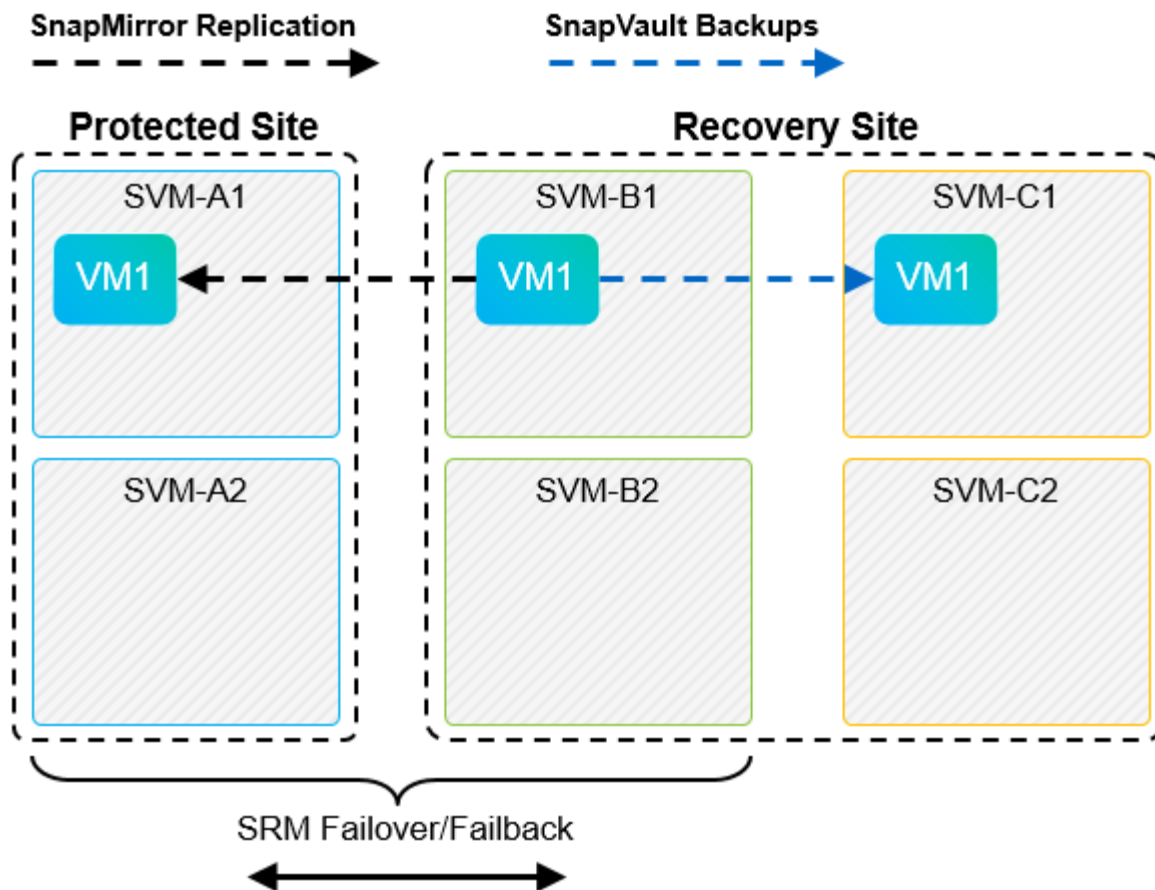 SnapMirror Replication
SnapVault Backups
Protected Site
Recovery Site
SVM-A1
SVM-B1
SVM-C1
VM1
VM1
VM1
SVM-A2
SVM-B2
SVM-C2
SRM Failover/Failback